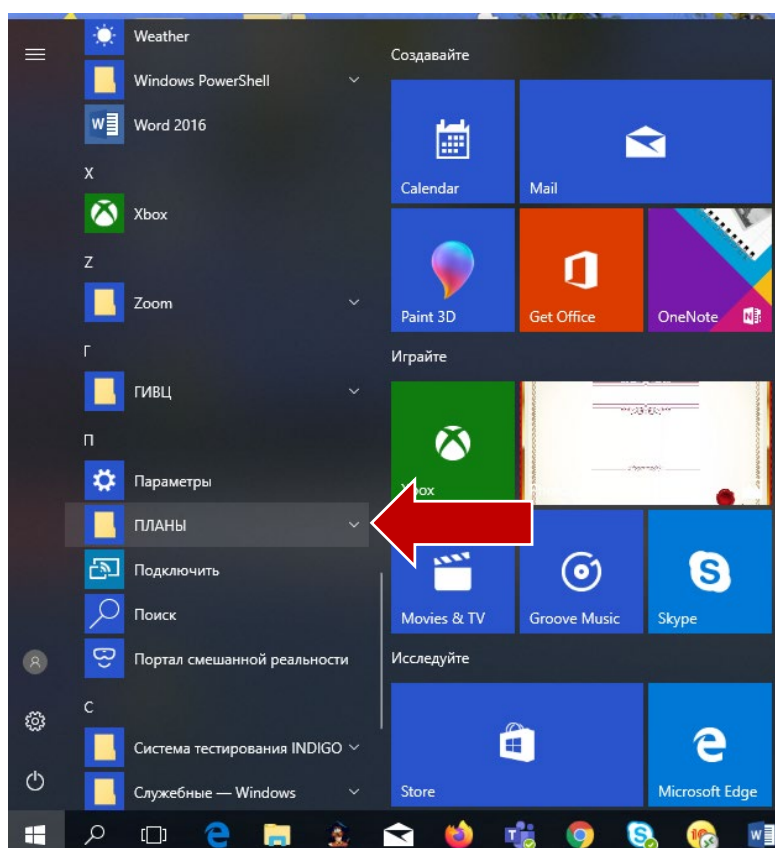 Weather
Windows PowerShell
Word 2016
X
Xbox
Z
Zoom
Г
ГИВЦ
П
Параметры
ПЛАНЫ
Подключить
Поиск
Портал смешанной реальности
С
Система тестирования INDIGO
Служебные — Windows
Создавайте
Calendar
Mail
Paint 3D
Get Office
OneNote
Играйте
Xbox
Movies & TV
Groove Music
Skype
Исследуйте
Store
Microsoft Edge